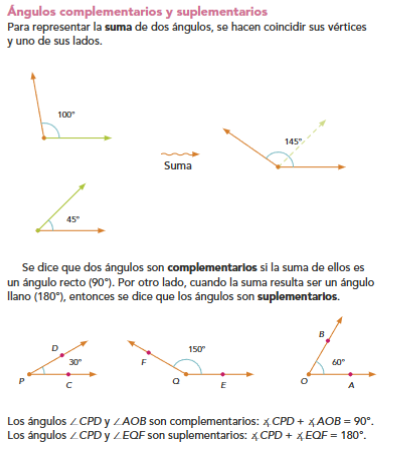 Ángulos complementarios y suplementarios
Para representar la suma de dos ángulos, se hacen coincidir sus vértices
y uno de sus lados.
100°
145°
Suma
45°
Se dice que dos ángulos son complementarios si la suma de ellos es
un ángulo recto (90°). Por otro lado, cuando la suma resulta ser un ángulo
llano (180°), entonces se dice que los ángulos son suplementarios.
D
30°
P
C
F
150°
Q
E
B
60°
O
A
Los ángulos ∠CPD y ∠AOB son complementarios: ∡CPD + ∡AOB = 90°.
Los ángulos ∠CPD y ∠EQF son suplementarios: ∡CPD + ∡EQF = 180°.